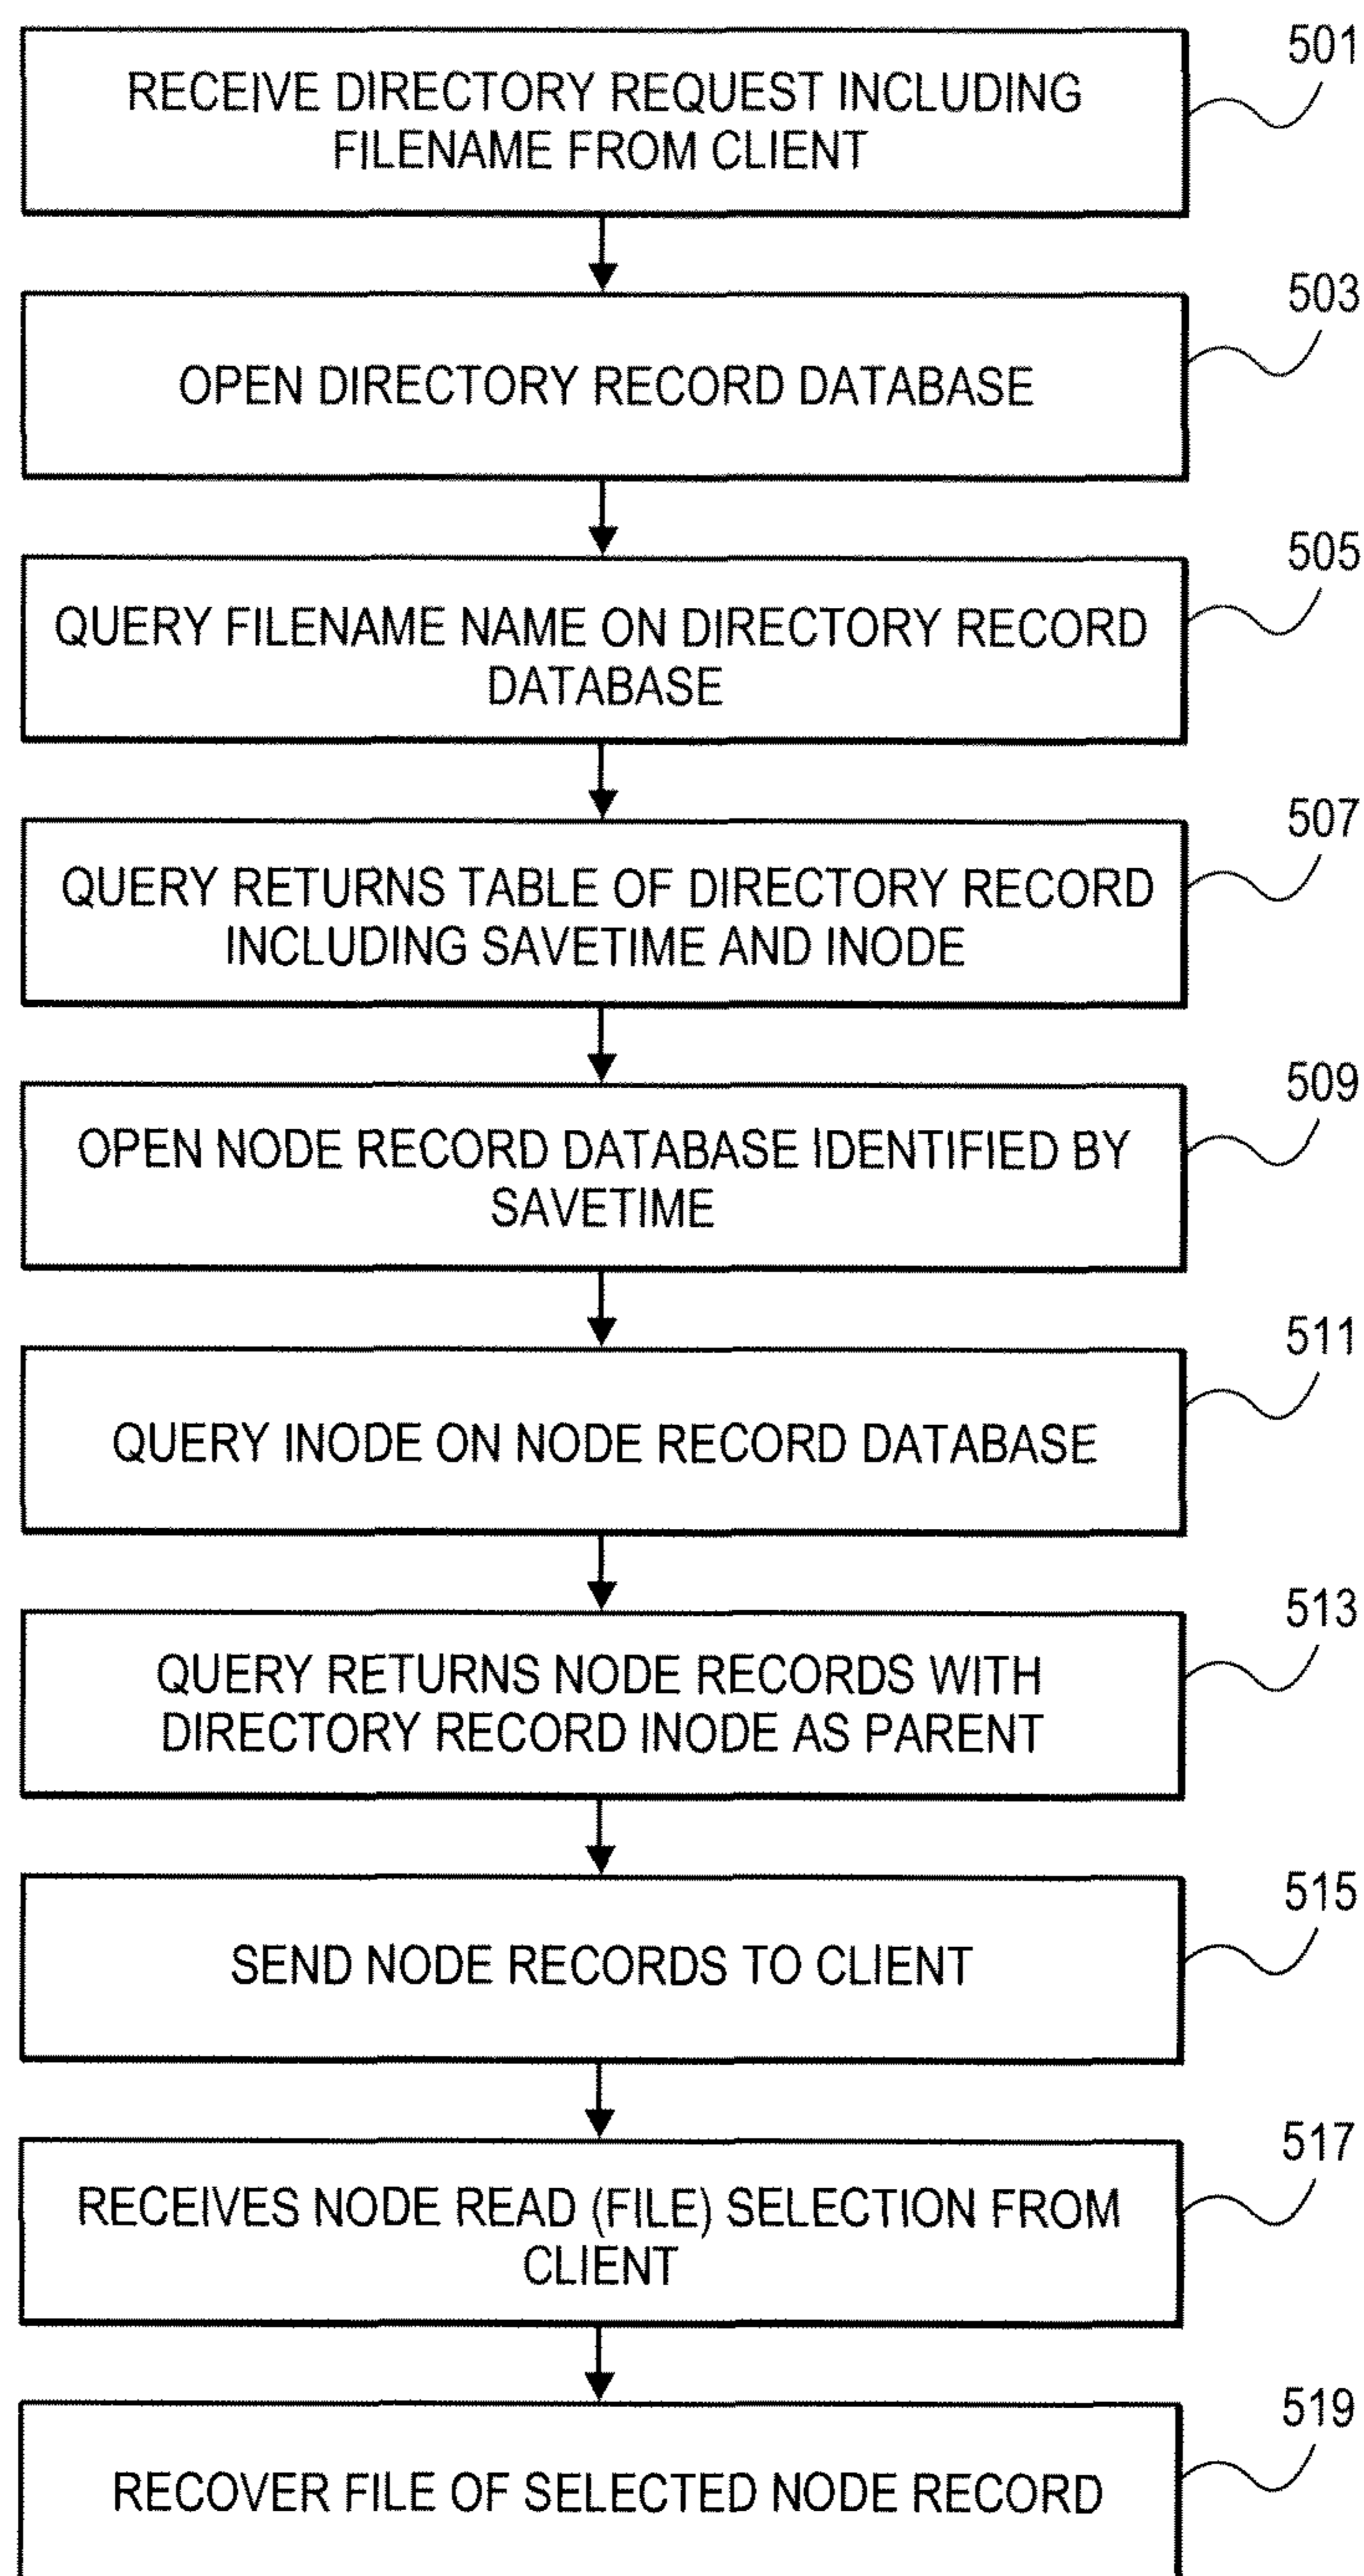 501
RECEIVE DIRECTORY REQUEST INCLUDING
FILENAME FROM CLIENT
503
OPEN DIRECTORY RECORD DATABASE
505
QUERY FILENAME NAME ON DIRECTORY RECORD
DATABASE
507
QUERY RETURNS TABLE OF DIRECTORY RECORD
INCLUDING SAVETIME AND INODE
509
OPEN NODE RECORD DATABASE IDENTIFIED BY
SAVETIME
511
QUERY INODE ON NODE RECORD DATABASE
513
QUERY RETURNS NODE RECORDS WITH
DIRECTORY RECORD INODE AS PARENT
515
SEND NODE RECORDS TO CLIENT
517
RECEIVES NODE READ (FILE) SELECTION FROM
CLIENT
519
RECOVER FILE OF SELECTED NODE RECORD